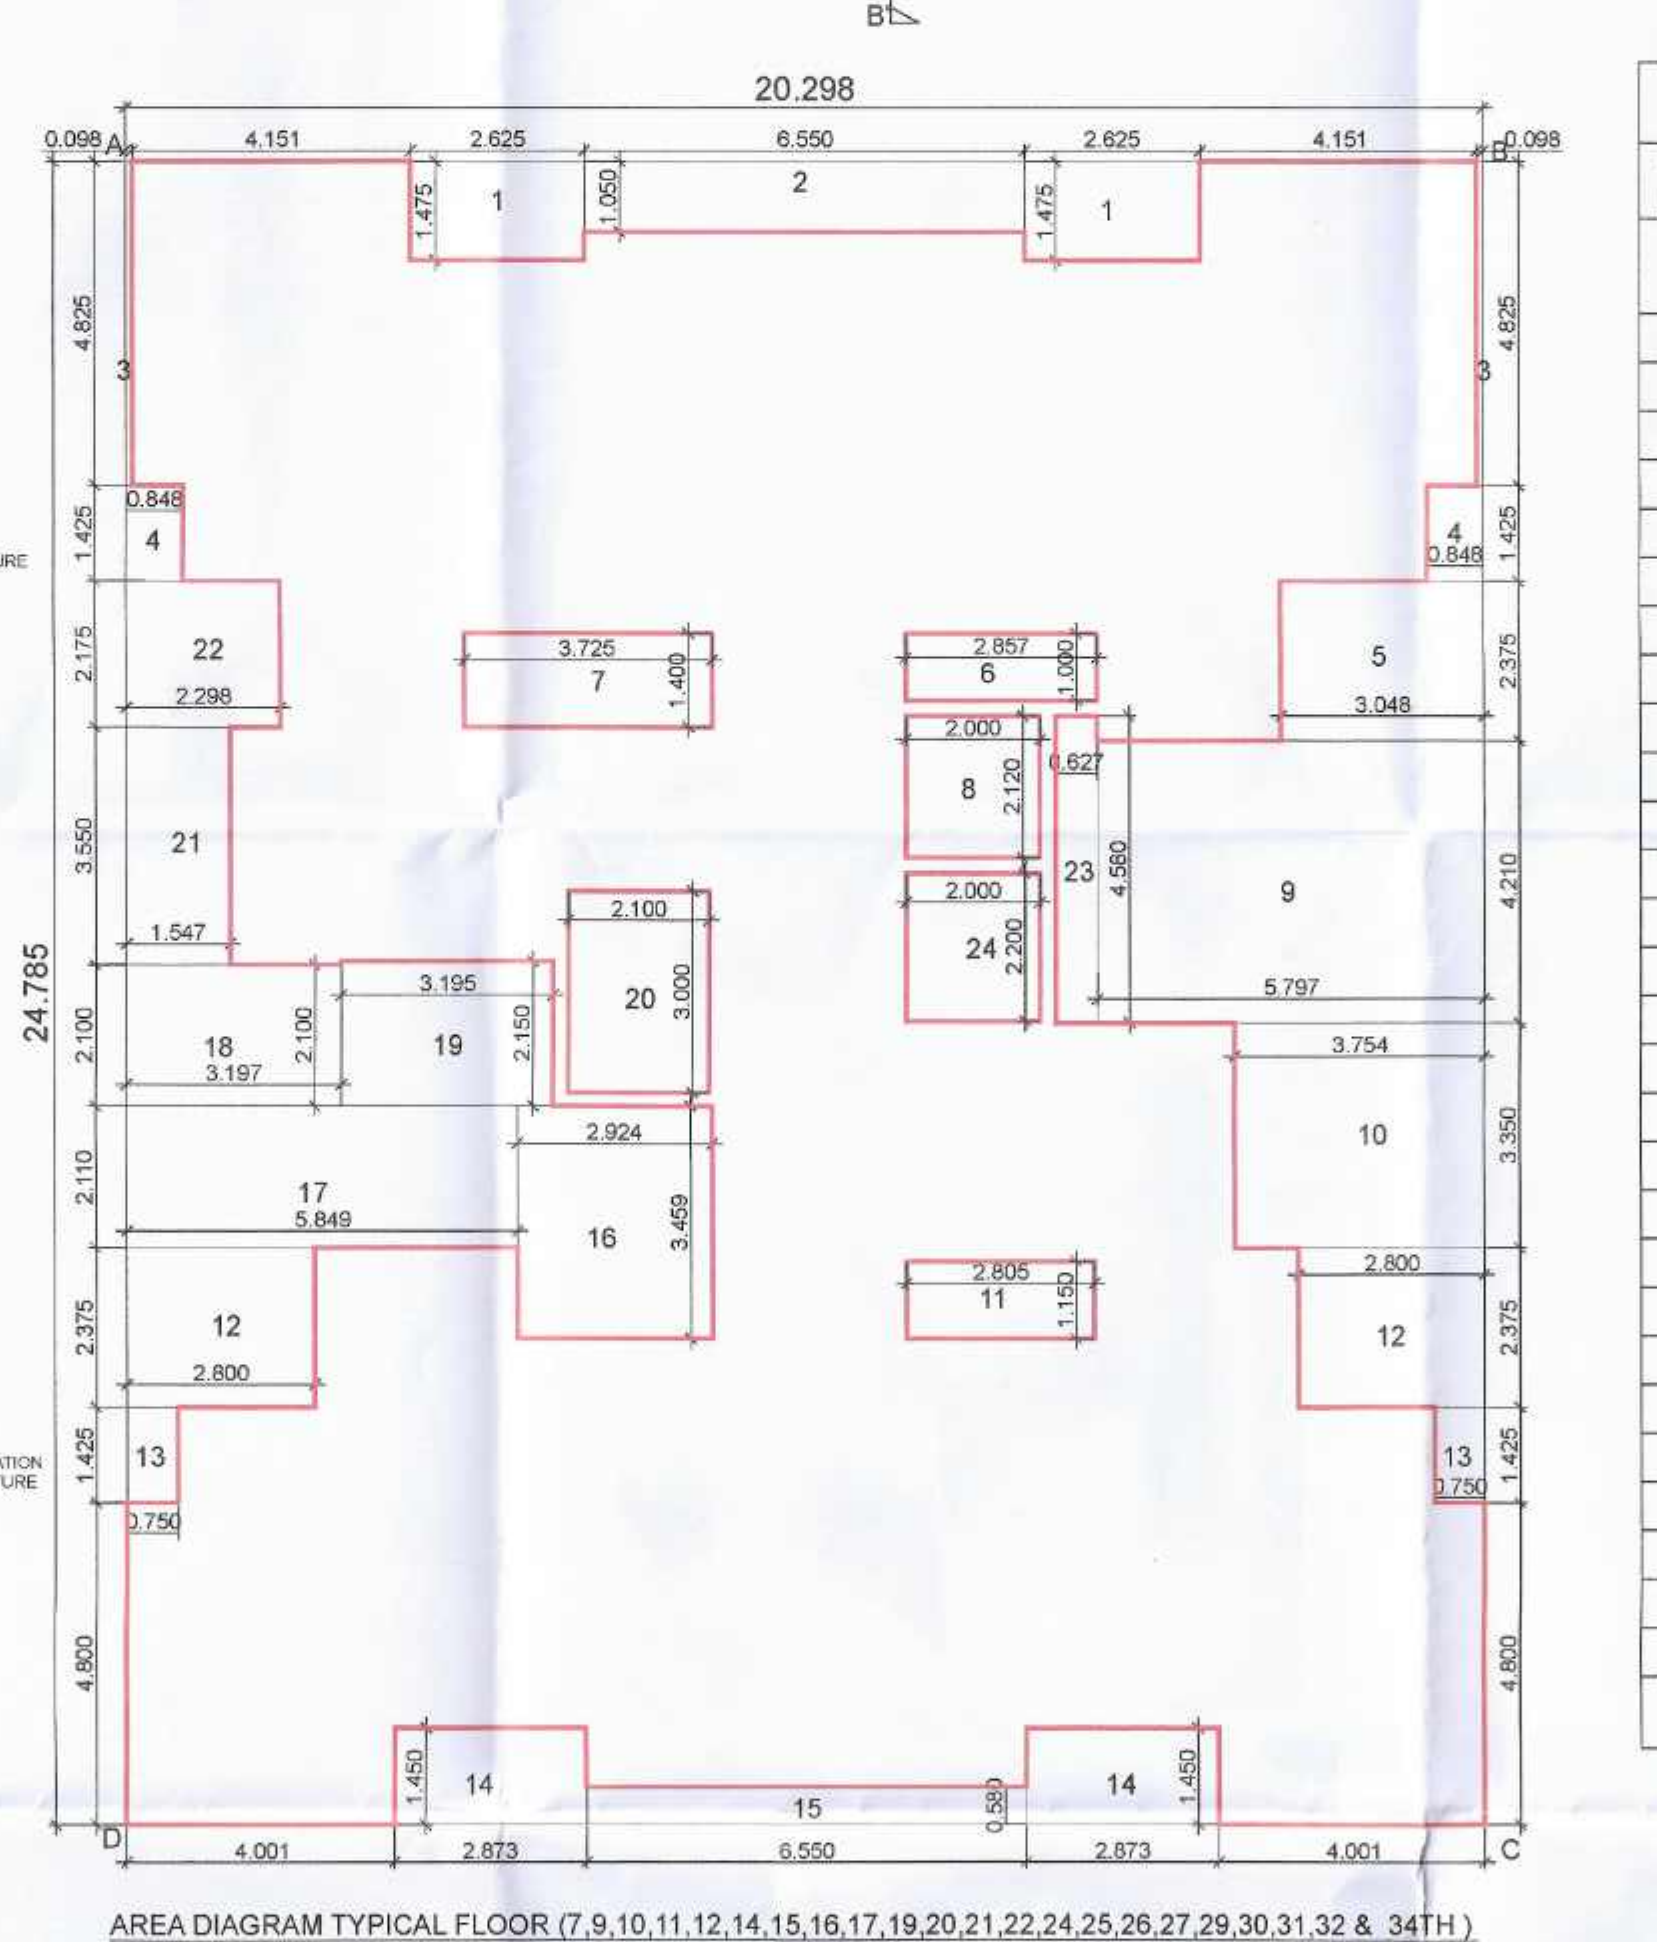 B
20.298
0.098 A 4.151 2.625 6.550 2.625 4.151 B 0.098
1.475 1 1.050 2 1.475 1
4.825 3 4.825 3
0.848
1.425 4 4 1.425
0.848
URE
2.175 22 3.725 1.400 2.857 1.000 5 2.375
7 6
2.298 3.048
2.000
0.627
8 2.120
3.550 21 23 4.560 9 4.210
2.000
2.100
1.547 24 2.200
24.785
3.195 20 3.000 5.797
2.100 18 2.100 19 2.150 3.754
3.197
2.924 10 3.350
2.110 17
5.849 16 3.459
2.805 2.800
11 1.150
2.375 12 12 2.375
2.800
1.425 13 13 1.425
ATION
TURE
0.750
0.750
4.800 4.800
1.450 14 14 1.450
0.580
15
D 4.001 2.873 6.550 2.873 4.001 C
AREA DIAGRAM TYPICAL FLOOR (7,9,10,11,12,14,15,16,17,19,20,21,22,24,25,26,27,29,30,31,32 & 34TH )